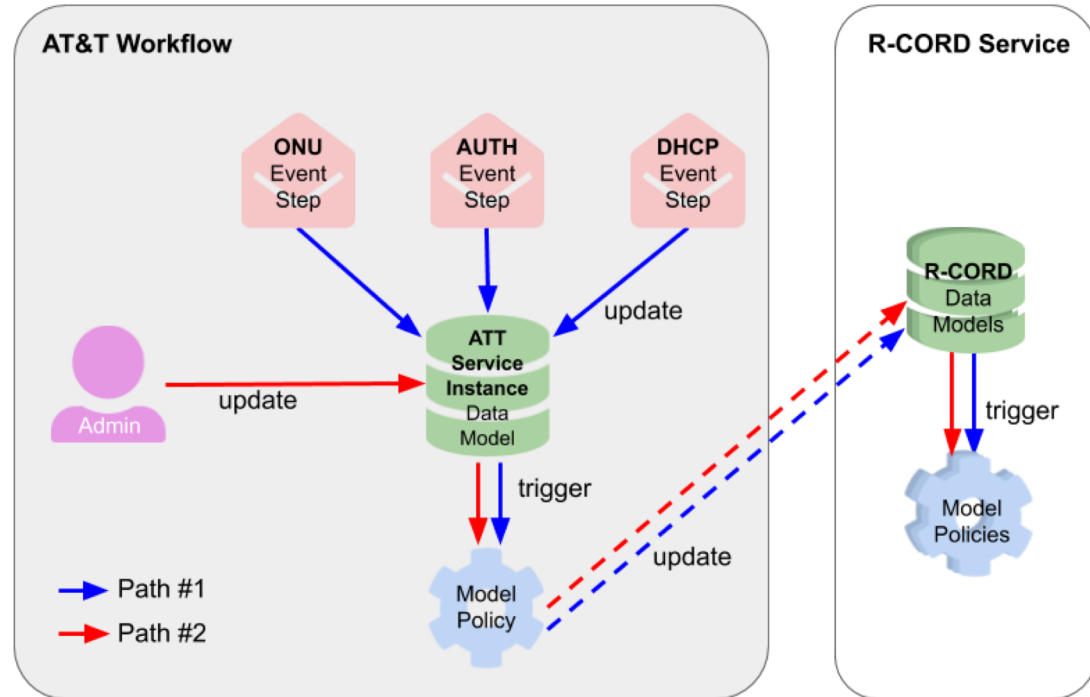 AT&T Workflow
R-CORD Service
ONU
Event
Step
AUTH
Event
Step
DHCP
Event
Step
update
ATT
Service
Instance
Data
Model
Admin
update
trigger
Model
Policy
update
R-CORD
Data
Models
trigger
Model
Policies
Path #1
Path #2